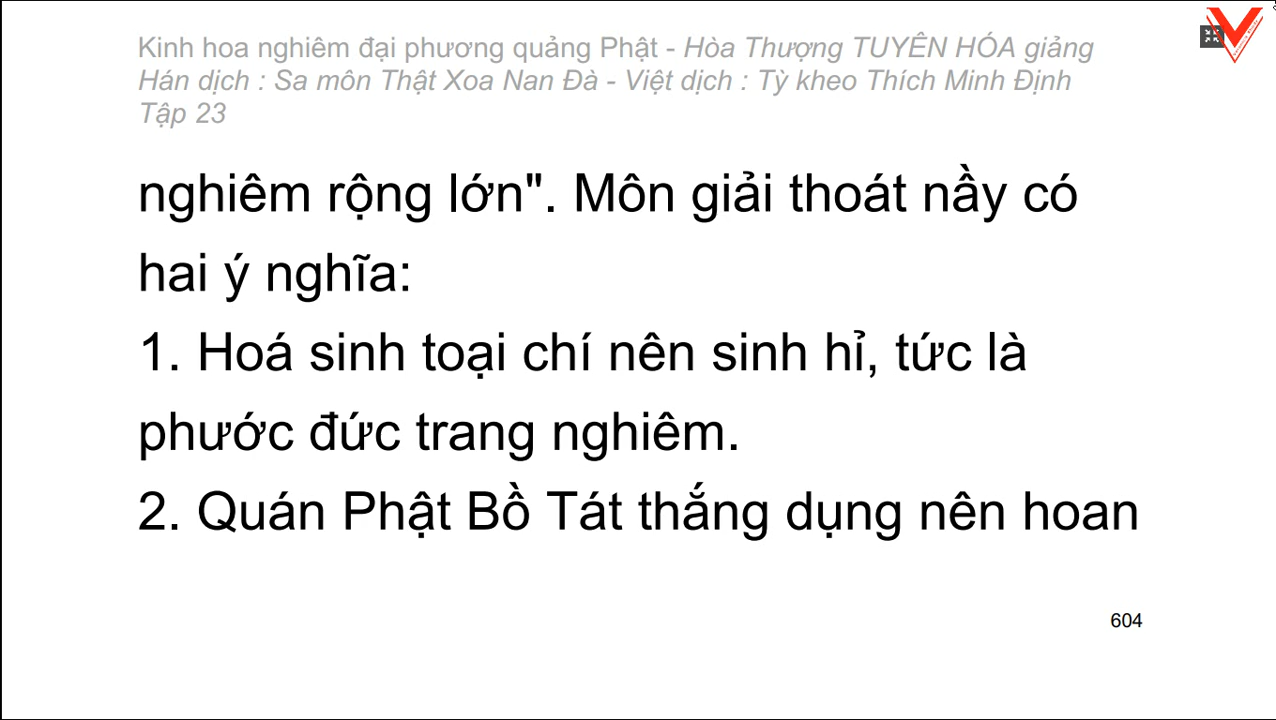 Kinh hoa nghiêm đại phương quảng Phật - Hòa Thượng TUYÊN HÓA giảng
Hán dịch : Sa môn Thật Xoa Nan Đà - Việt dịch : Tỳ kheo Thích Minh Định
Tập 23
nghiêm rộng lớn". Môn giải thoát nầy có
hai ý nghĩa:
1. Hoá sinh toại chí nên sinh hỉ, tức là
phước đức trang nghiêm.
2. Quán Phật Bồ Tát thắng dụng nên hoan
604